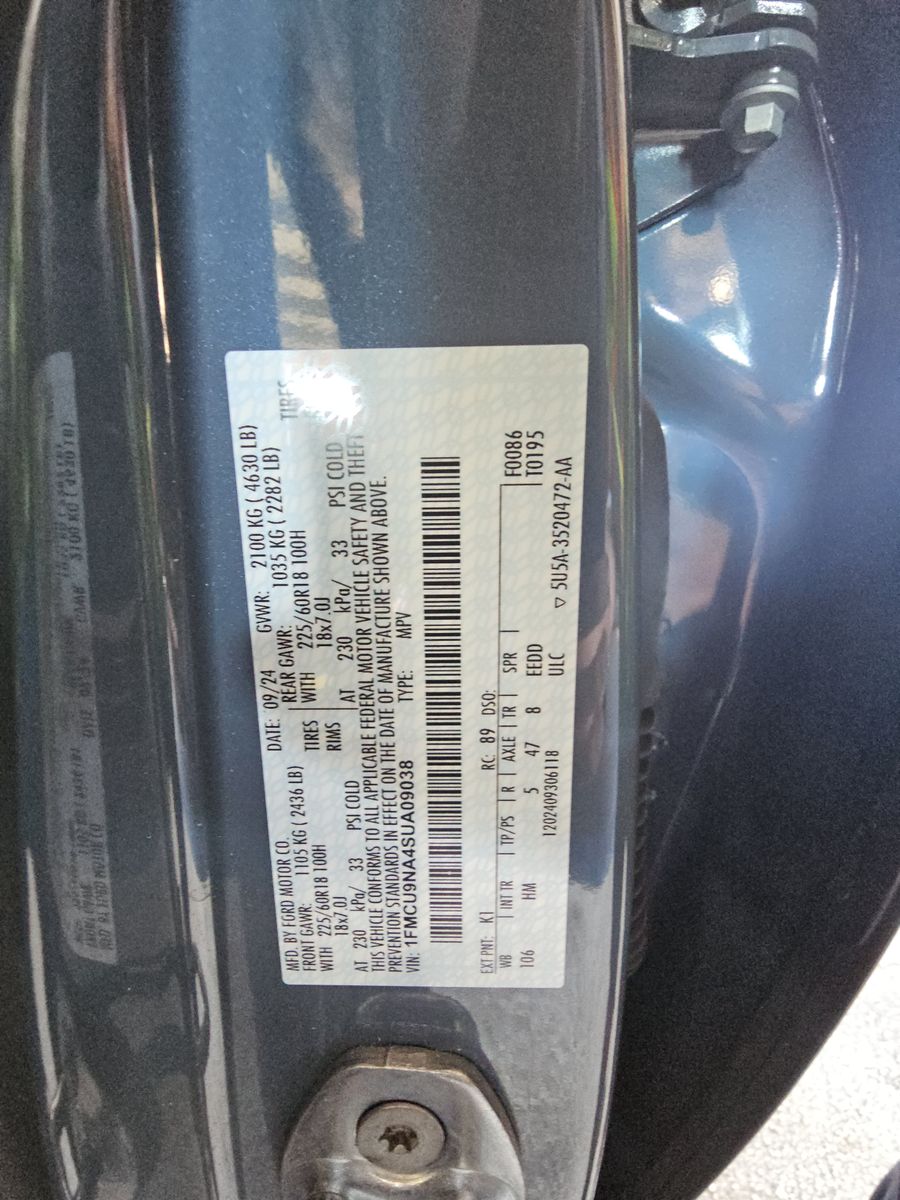 MFD. BY FORD MOTOR CO.
DATE: 09/24 GVWR: 2100 KG ( 4630 LB)
FRONT GAWR: 1105 KG ( 2436 LB)
REAR GAWR: 1035 KG ( 2282 LB)
WITH 225/60R18 100H TIRES
WITH 225/60R18 100H TIRES
18x7.0J RIMS
18x7.0J
AT 230 kPa/ 33 PSI COLD
AT 230 kPa/ 33 PSI COLD
THIS VEHICLE CONFORMS TO ALL APPLICABLE FEDERAL MOTOR VEHICLE SAFETY AND THEFT
PREVENTION STANDARDS IN EFFECT ON THE DATE OF MANUFACTURE SHOWN ABOVE.
VIN: 1FMCU9NA4SUA09038 TYPE: MPV
EXT PNT: K1 RC: 89 DSO: F0086
WB INT TR TP/PS R AXLE TR SPR T0195
106 HM 5 47 8 EEDD
1202409306118 ULC ▽ 5U5A-3520472-AA